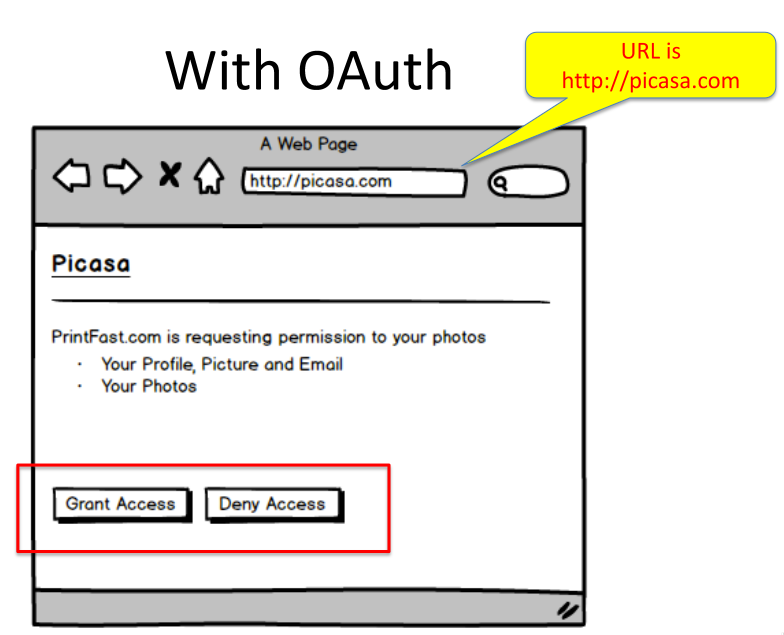 With OAuth
URL is
http://picasa.com
A Web Page
http://picasa.com
Picasa
PrintFast.com is requesting permission to your photos
· Your Profile, Picture and Email
· Your Photos
Grant Access
Deny Access